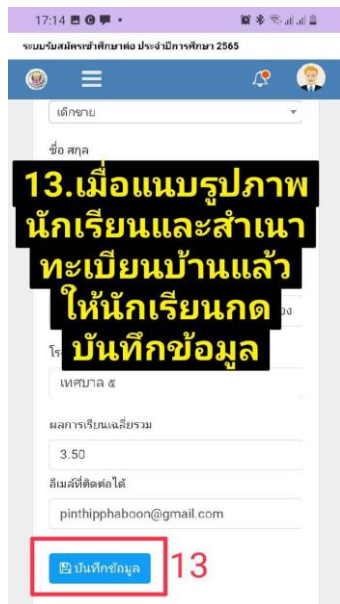 17:14
ระบบรับสมัครเข้าศึกษาต่อ ประจำปีการศึกษา 2565
เด็กชาย
ชื่อ สกุล
13.เมื่อแนบรูปภาพ
นักเรียนและสำเนา
ทะเบียนบ้านแล้ว
ให้นักเรียนกด
บันทึกข้อมูล
เทศบาล ๕
ผลการเรียนเฉลี่ยรวม
3.50
อีเมล์ที่ติดต่อได้
pinthipphaboon@gmail.com
บันทึกข้อมูล 13